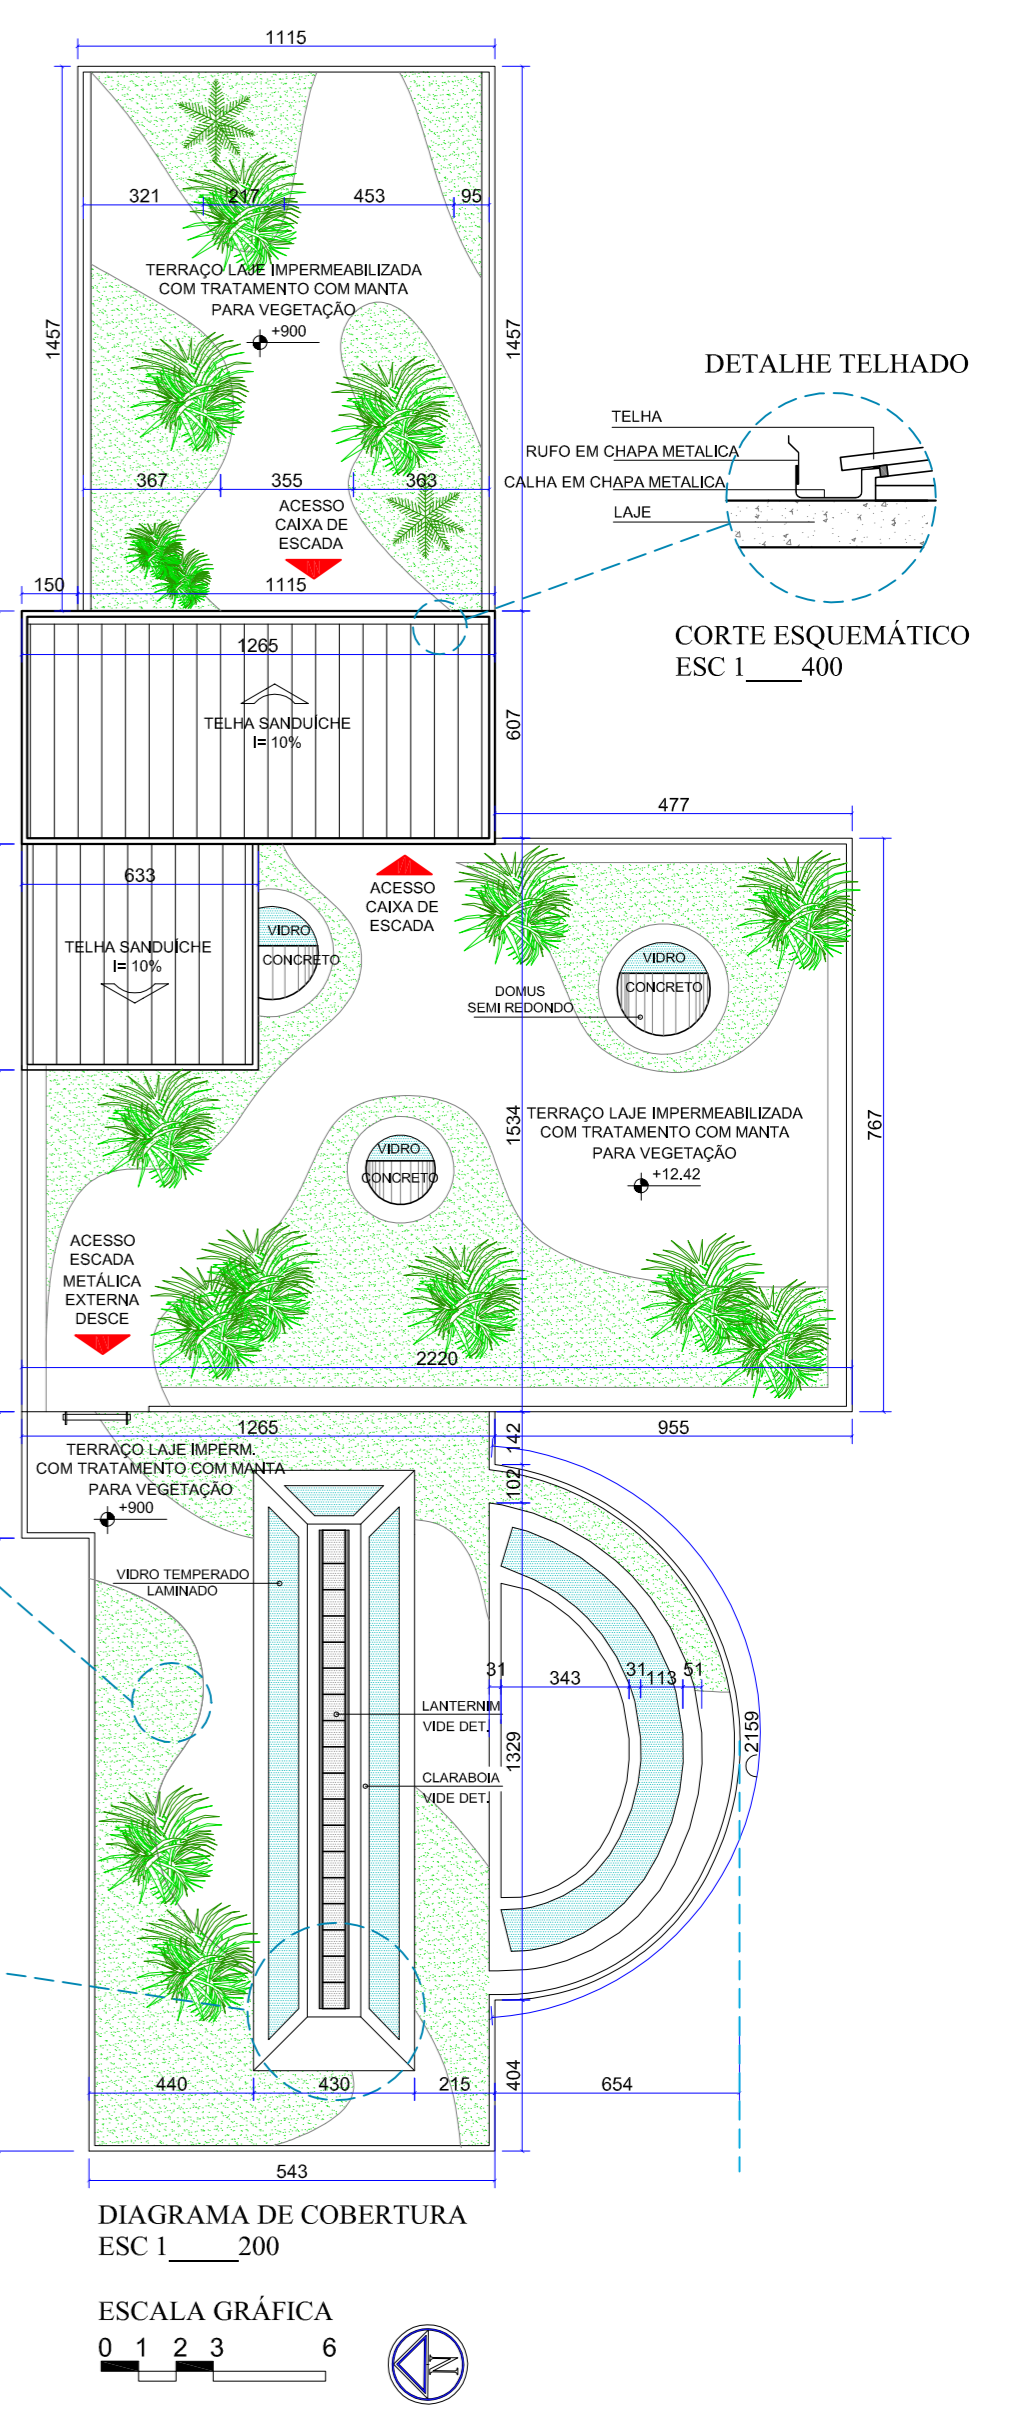 1115
321
217
453
95
TERRAÇO LAJE IMPERMEABILIZADA
COM TRATAMENTO COM MANTA
PARA VEGETAÇÃO
+900
1457
1457
DETALHE TELHADO
TELHA
RUFO EM CHAPA METALICA
CALHA EM CHAPA METALICA
LAJE
367
355
363
ACESSO
CAIXA DE
ESCADA
150
1115
CORTE ESQUEMÁTICO
ESC 1____400
1265
TELHA SANDUÍCHE
I= 10%
607
477
633
ACESSO
CAIXA DE
ESCADA
TELHA SANDUÍCHE
I= 10%
VIDRO
CONCRETO
VIDRO
CONCRETO
DOMUS
SEMI REDONDO
1534
TERRAÇO LAJE IMPERMEABILIZADA
COM TRATAMENTO COM MANTA
PARA VEGETAÇÃO
+12.42
767
VIDRO
CONCRETO
ACESSO
ESCADA
METÁLICA
EXTERNA
DESCE
2220
1265
142
955
TERRAÇO LAJE IMPERM.
COM TRATAMENTO COM MANTA
PARA VEGETAÇÃO
+900
102
VIDRO TEMPERADO
LAMINADO
31
343
31
113
51
LANTERNIM
VIDE DET.
1329
2159
CLARABOIA
VIDE DET.
440
430
215
404
654
543
DIAGRAMA DE COBERTURA
ESC 1_____200
ESCALA GRÁFICA
0 1 2 3 6
N